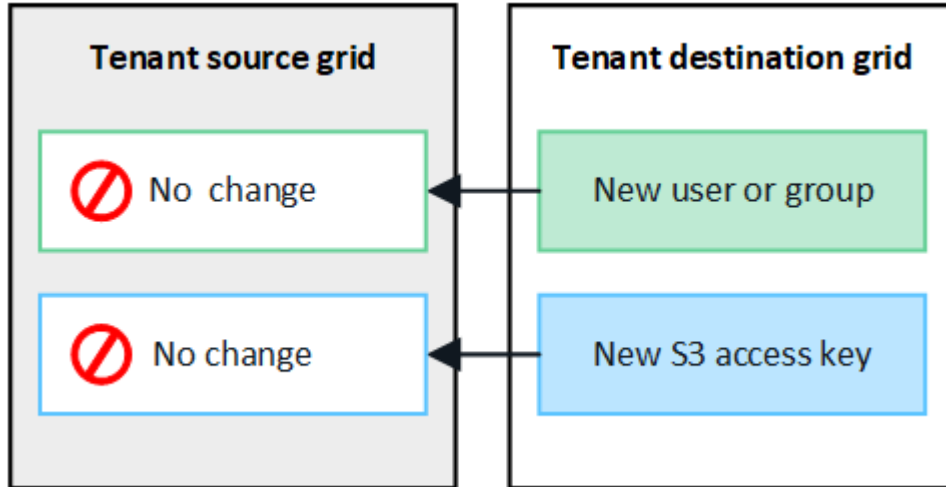 Tenant source grid
Tenant destination grid
No change
New user or group
No change
New S3 access key